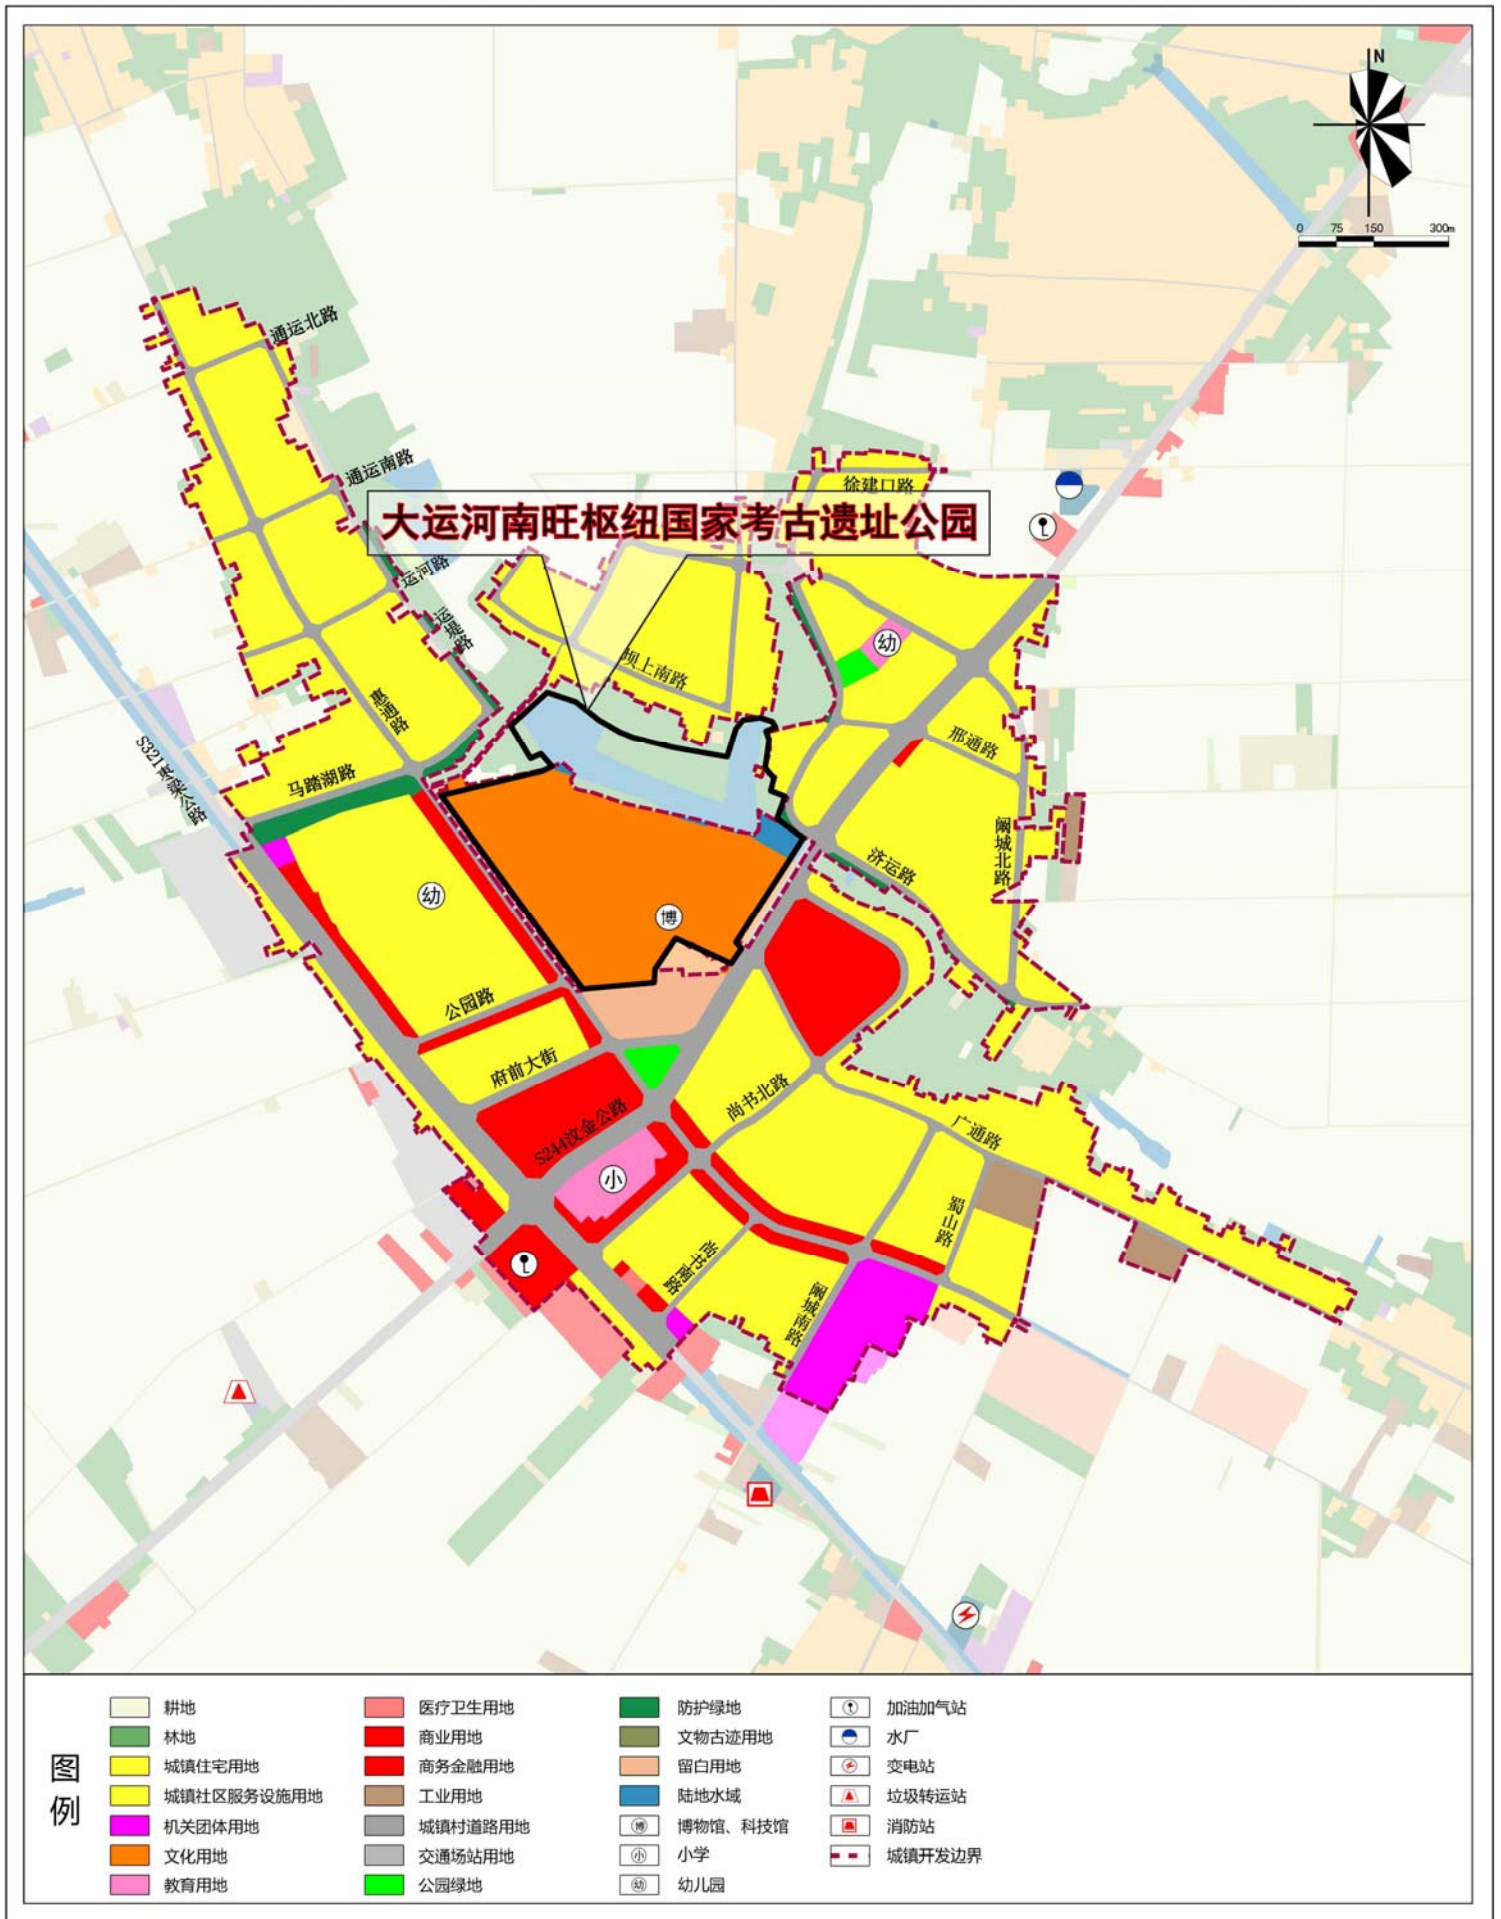 N
0 75 150 300m
通运北路
通运南路
徐建口路
大运河南旺枢纽国家考古遗址公园
运河路
运堤路
幼
坝上南路
惠通路
邢通路
S321枣梁公路
马踏湖路
阚城北路
济运路
幼
博
公园路
府前大街
尚书北路
S244汶金公路
广通路
小
蜀山路
尚书南路
阚城南路
图例
耕地
林地
城镇住宅用地
城镇社区服务设施用地
机关团体用地
文化用地
教育用地
医疗卫生用地
商业用地
商务金融用地
工业用地
城镇村道路用地
交通场站用地
公园绿地
防护绿地
文物古迹用地
留白用地
陆地水域
博 博物馆、科技馆
小 小学
幼 幼儿园
加油加气站
水厂
变电站
垃圾转运站
消防站
城镇开发边界